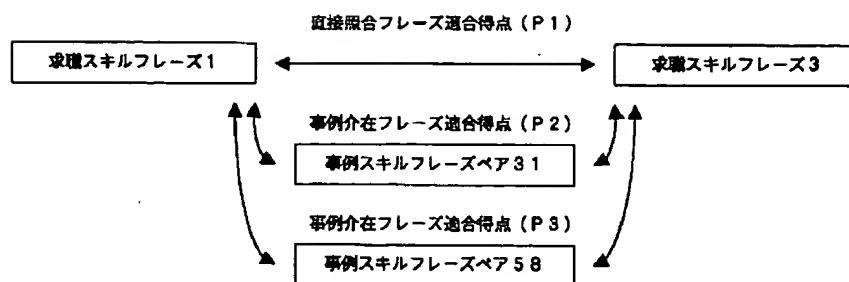 直接照合フレーズ適合得点（Ｐ１）
求職スキルフレーズ１
求職スキルフレーズ３
事例介在フレーズ適合得点（Ｐ２）
事例スキルフレーズペア３１
事例介在フレーズ適合得点（Ｐ３）
事例スキルフレーズペア５８